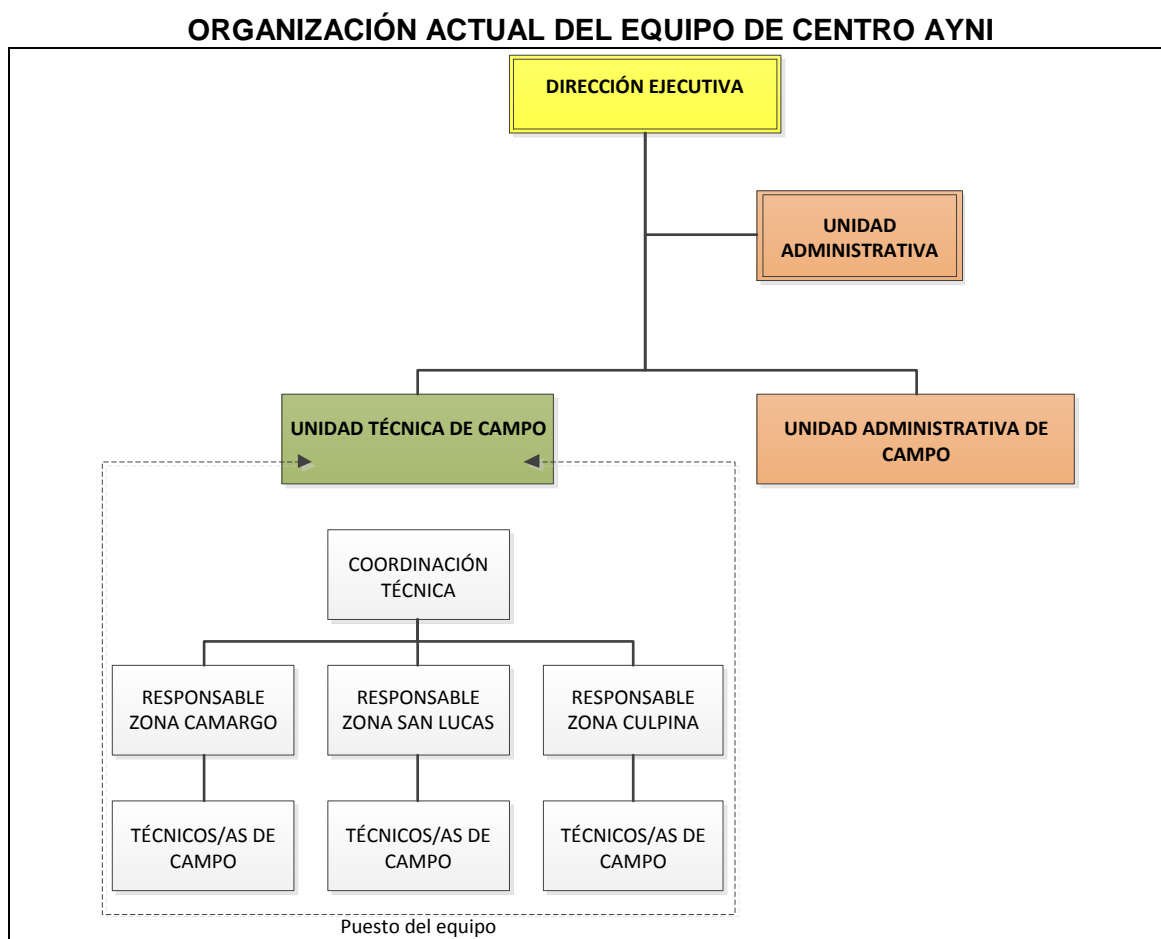 ORGANIZACIÓN ACTUAL DEL EQUIPO DE CENTRO AYNI
DIRECCIÓN EJECUTIVA
UNIDAD
ADMINISTRATIVA
UNIDAD TÉCNICA DE CAMPO
UNIDAD ADMINISTRATIVA DE
CAMPO
COORDINACIÓN
TÉCNICA
RESPONSABLE
ZONA CAMARGO
RESPONSABLE
ZONA SAN LUCAS
RESPONSABLE
ZONA CULPINA
TÉCNICOS/AS DE
CAMPO
TÉCNICOS/AS DE
CAMPO
TÉCNICOS/AS DE
CAMPO
Puesto del equipo